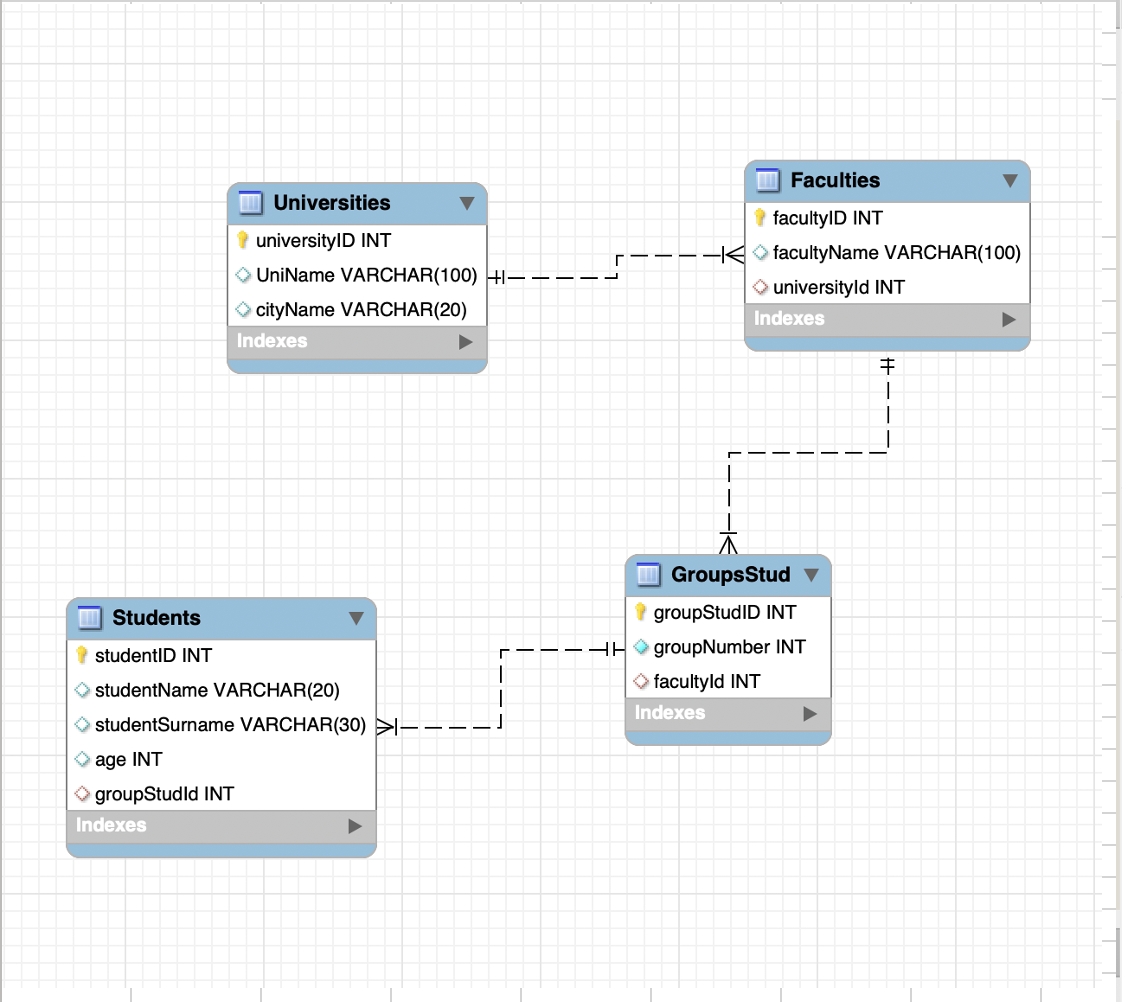 Universities
universityID INT
UniName VARCHAR(100)
cityName VARCHAR(20)
Indexes
Faculties
facultyID INT
facultyName VARCHAR(100)
universityId INT
Indexes
GroupsStud
groupStudID INT
groupNumber INT
facultyId INT
Indexes
Students
studentID INT
studentName VARCHAR(20)
studentSurname VARCHAR(30)
age INT
groupStudId INT
Indexes